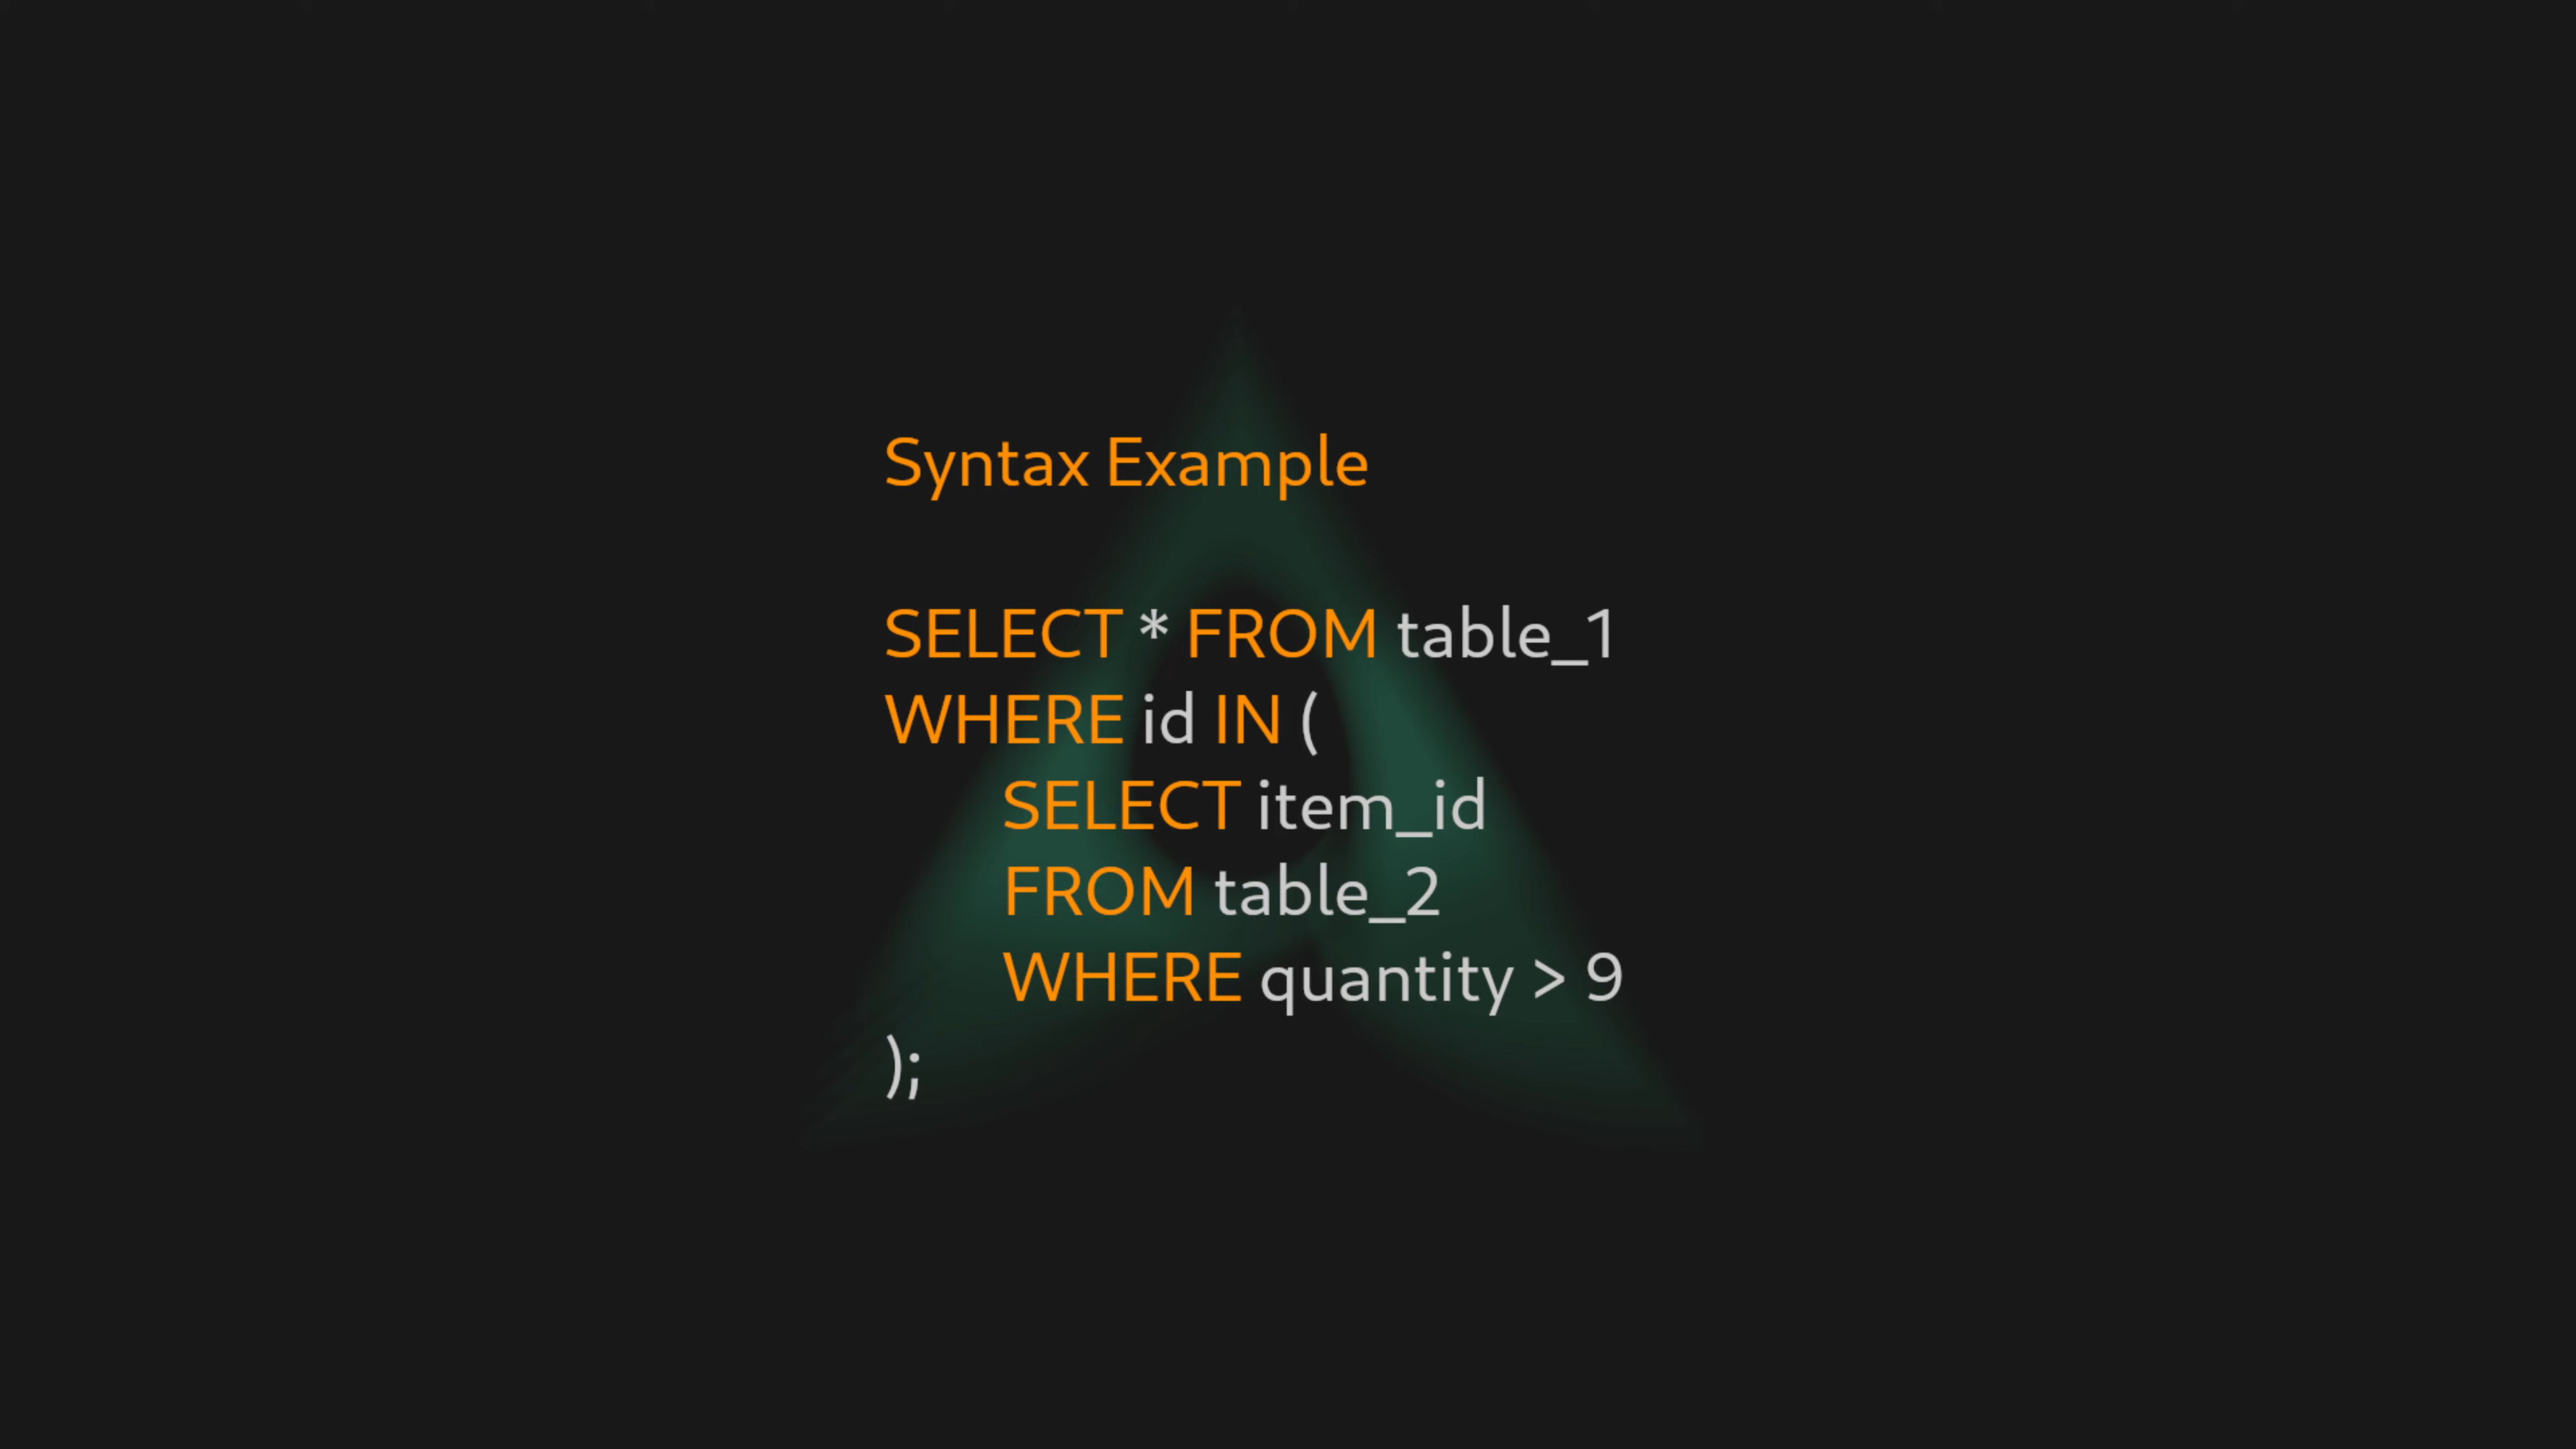 Syntax Example
SELECT * FROM table_1
WHERE id IN (
SELECT item_id
FROM table_2
WHERE quantity > 9
);